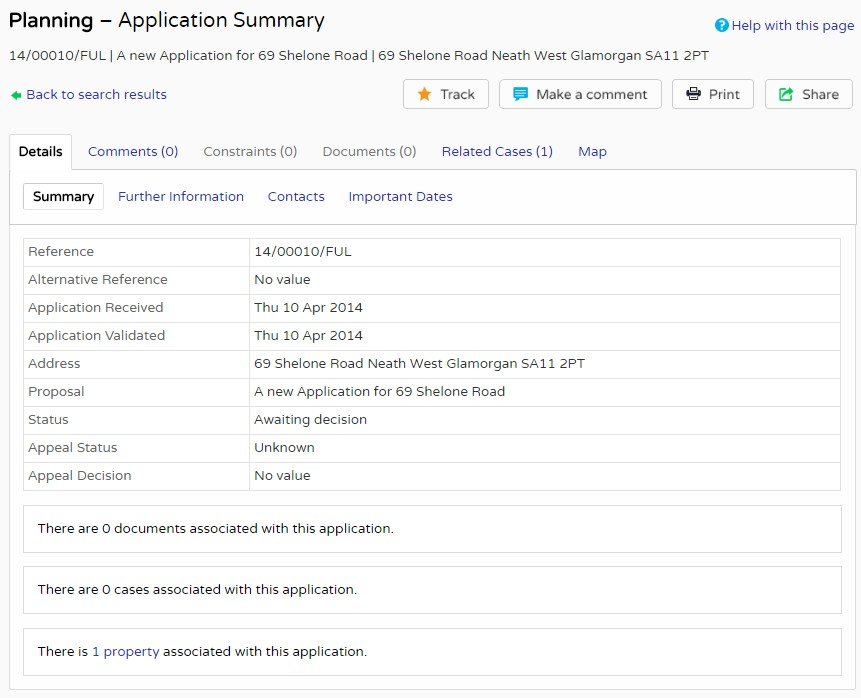 Planning – Application Summary
Help with this page
14/00010/FUL | A new Application for 69 Shelone Road | 69 Shelone Road Neath West Glamorgan SA11 2PT
Back to search results
Track
Make a comment
Print
Share
Details
Comments (0)
Constraints (0)
Documents (0)
Related Cases (1)
Map
Summary
Further Information
Contacts
Important Dates
Reference 14/00010/FUL
Alternative Reference No value
Application Received Thu 10 Apr 2014
Application Validated Thu 10 Apr 2014
Address 69 Shelone Road Neath West Glamorgan SA11 2PT
Proposal A new Application for 69 Shelone Road
Status Awaiting decision
Appeal Status Unknown
Appeal Decision No value
There are 0 documents associated with this application.
There are 0 cases associated with this application.
There is 1 property associated with this application.